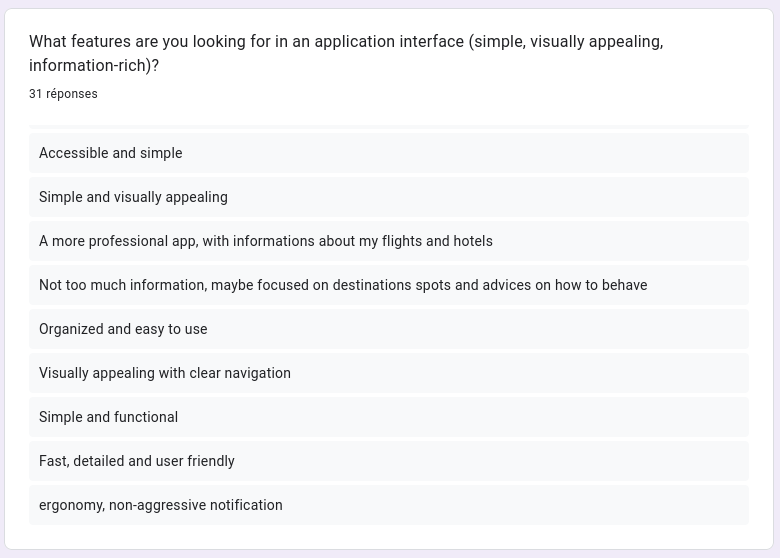 What features are you looking for in an application interface (simple, visually appealing,
information-rich)?
31 réponses
Accessible and simple
Simple and visually appealing
A more professional app, with informations about my flights and hotels
Not too much information, maybe focused on destinations spots and advices on how to behave
Organized and easy to use
Visually appealing with clear navigation
Simple and functional
Fast, detailed and user friendly
ergonomy, non-aggressive notification